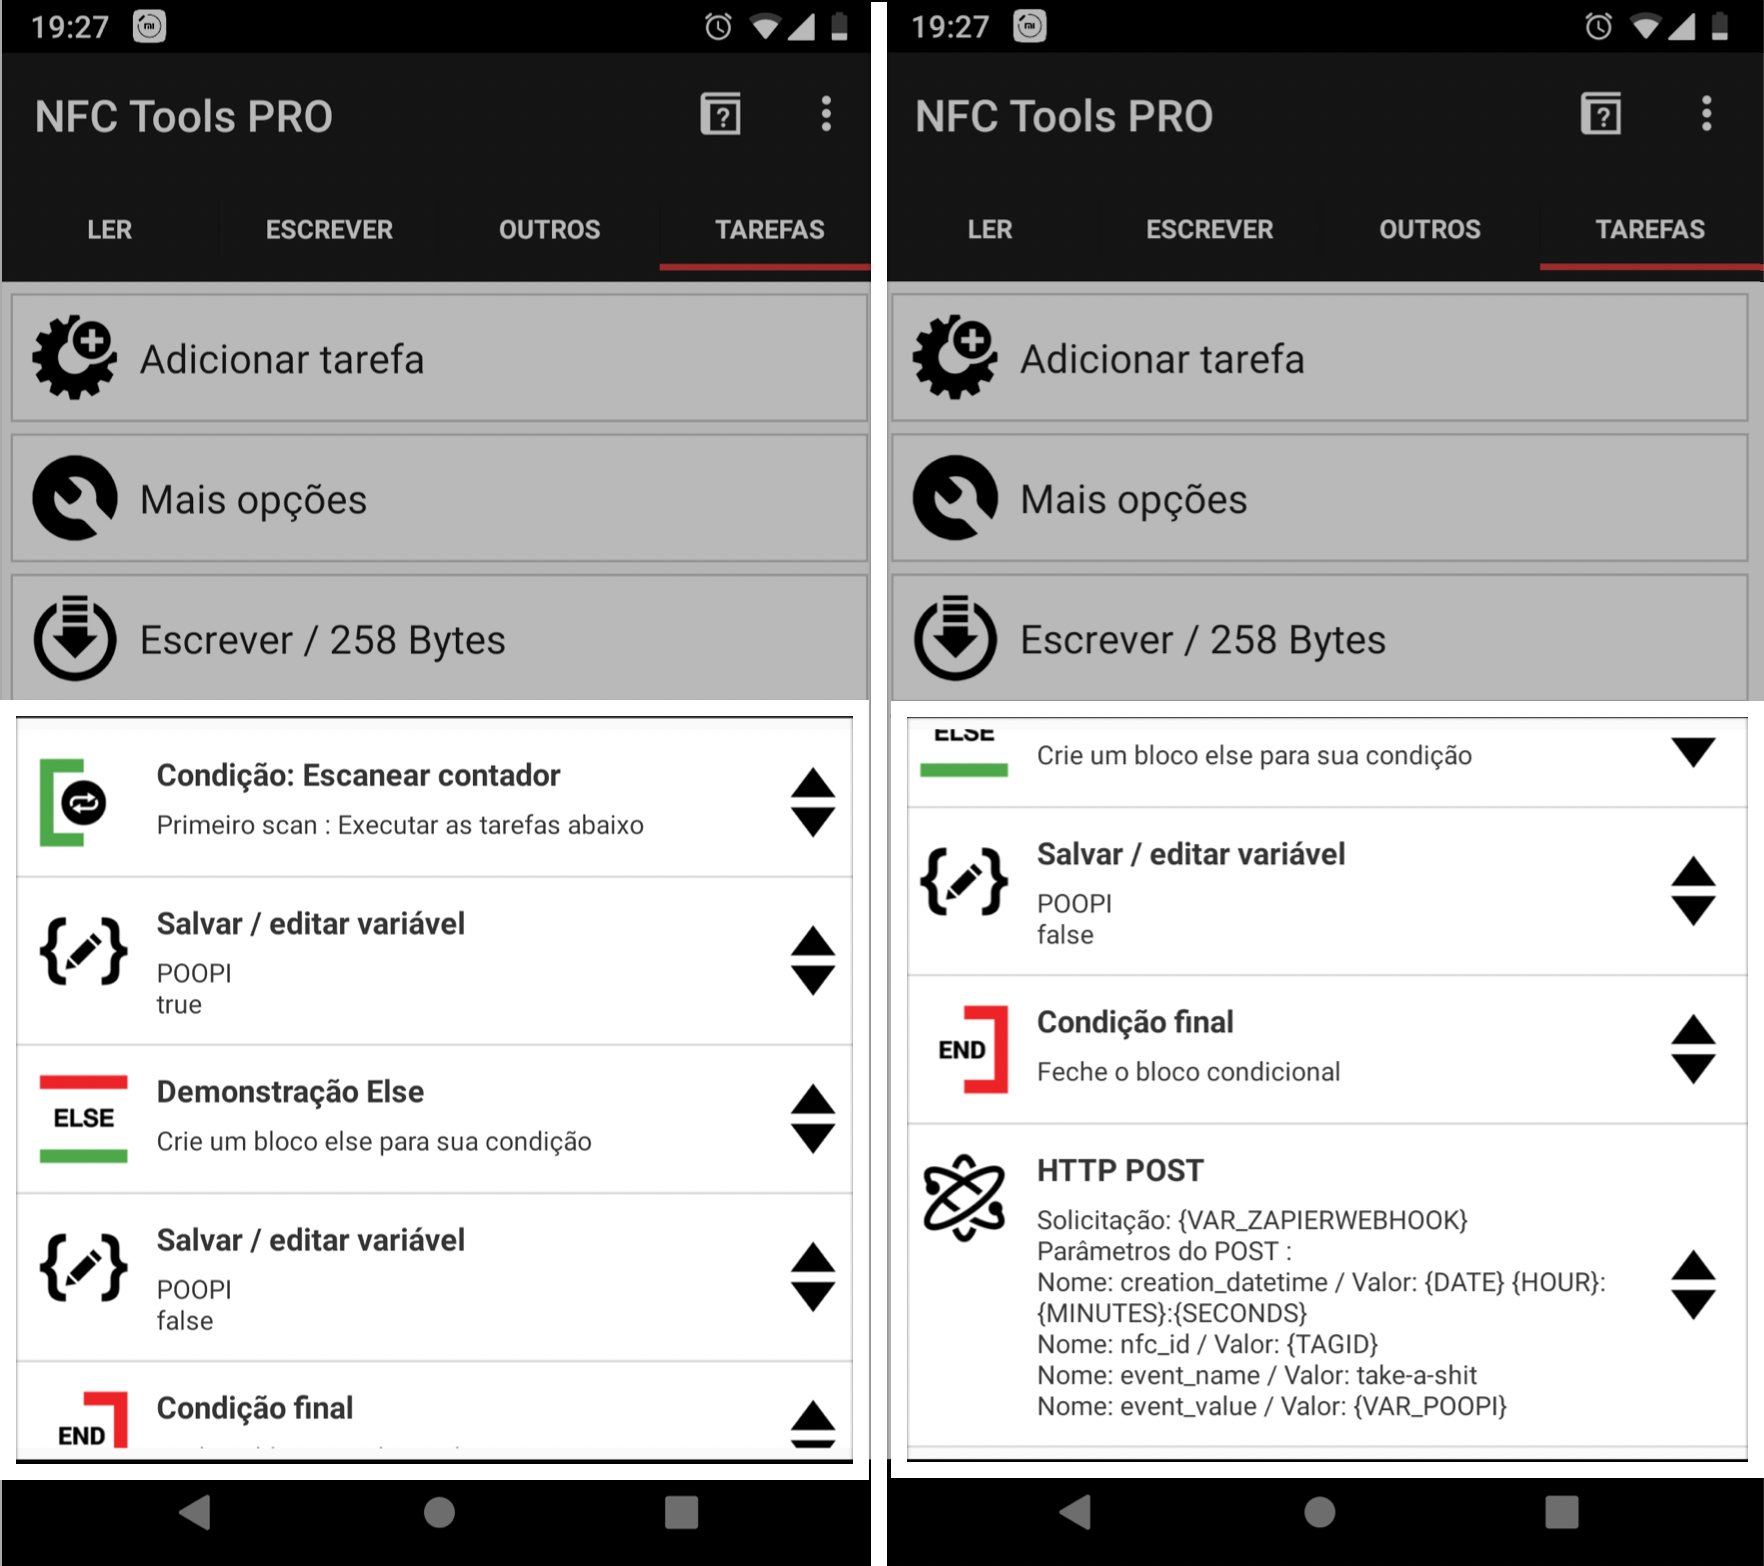 19:27
NFC Tools PRO
LER ESCREVER OUTROS TAREFAS
Adicionar tarefa
Mais opções
Escrever / 258 Bytes
Condição: Escanear contador
Primeiro scan : Executar as tarefas abaixo
Salvar / editar variável
POOPI
true
Demonstração Else
ELSE
Crie um bloco else para sua condição
Salvar / editar variável
POOPI
false
Condição final
END
19:27
NFC Tools PRO
LER ESCREVER OUTROS TAREFAS
Adicionar tarefa
Mais opções
Escrever / 258 Bytes
ELSE
Crie um bloco else para sua condição
Salvar / editar variável
POOPI
false
Condição final
END
Feche o bloco condicional
HTTP POST
Solicitação: {VAR_ZAPIERWEBHOOK}
Parâmetros do POST :
Nome: creation_datetime / Valor: {DATE} {HOUR}:
{MINUTES}:{SECONDS}
Nome: nfc_id / Valor: {TAGID}
Nome: event_name / Valor: take-a-shit
Nome: event_value / Valor: {VAR_POOPI}